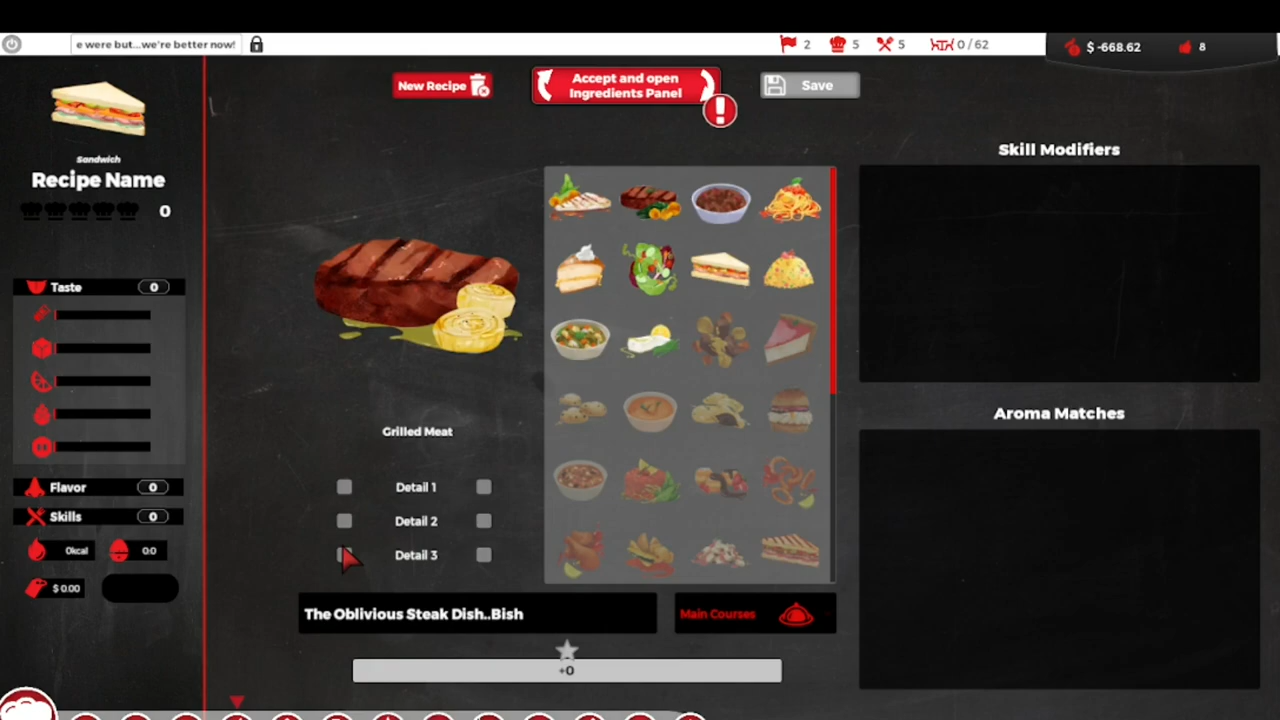 e were but...we're better now!
2
5
5
0 / 62
$ -668.62
8
New Recipe
Accept and open
Ingredients Panel
Save
Sandwich
Recipe Name
0
Skill Modifiers
Taste 0
Grilled Meat
Aroma Matches
Detail 1
Detail 2
Detail 3
Flavor 0
Skills 0
0kcal
0:0
$ 0.00
The Oblivious Steak Dish..Bish
Main Courses
+0